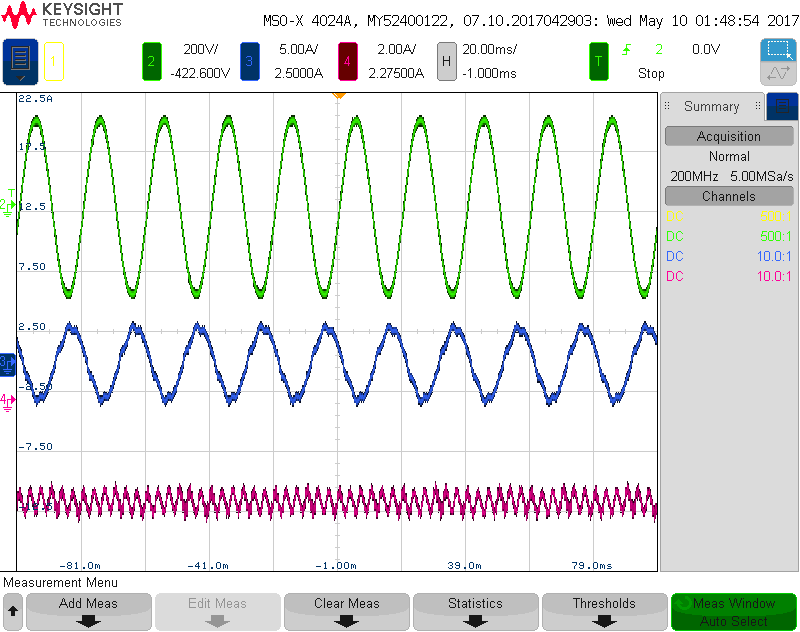 KEYSIGHT
TECHNOLOGIES
MSO-X 4024A, MY52400122, 07.10.2017042903: Wed May 10 01:48:54 2017
1
2 200V/ -422.600V
3 5.00A/ 2.5000A
4 2.00A/ 2.27500A
H 20.00ms/ -1.000ms
T 2 0.0V
Stop
22.5A
17.5
12.5
7.50
2.50
-2.50
-7.50
T
2
3
4
-81.0m -41.0m -1.00m 39.0m 79.0ms
Summary
Acquisition
Normal
200MHz 5.00MSa/s
Channels
DC
DC 500:1
DC 10.0:1
DC 10.0:1
Measurement Menu
Add Meas
Edit Meas
Clear Meas
Statistics
Thresholds
Meas Window
Auto Select